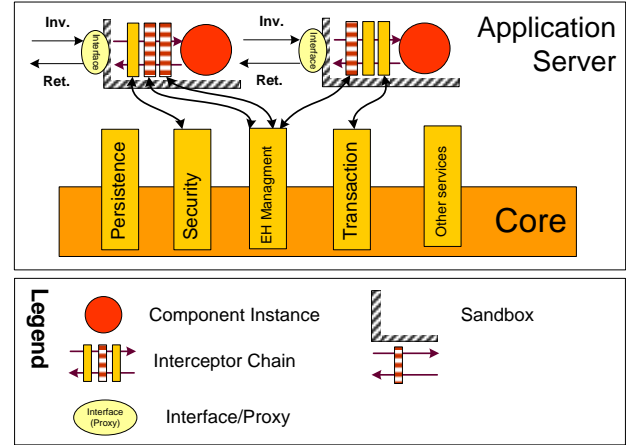 Inv.
Interface
Ret.
Inv.
Interface
Ret.
Application
Server
Persistence
Security
EH Managment
Transaction
Other services
Core
Legend
Component Instance
Sandbox
Interceptor Chain
Interface
(Proxy)
Interface/Proxy